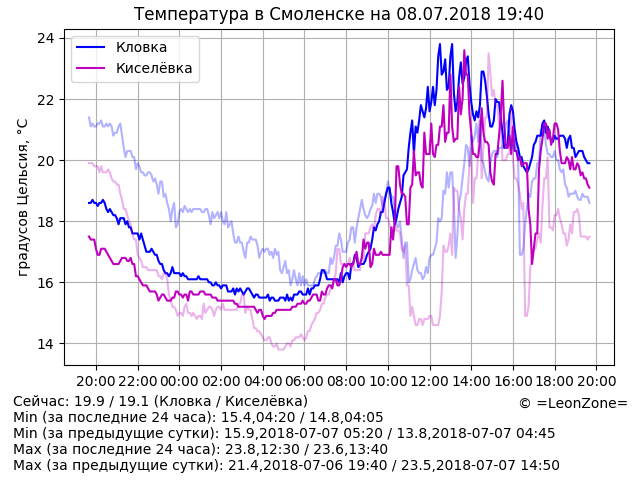 Температура в Смоленске на 08.07.2018 19:40
Кловка
Киселёвка
градусов Цельсия, °C
24
22
20
18
16
14
20:00 22:00 00:00 02:00 04:00 06:00 08:00 10:00 12:00 14:00 16:00 18:00 20:00
Сейчас: 19.9 / 19.1 (Кловка / Киселёвка)
© =LeonZone=
Min (за последние 24 часа): 15.4,04:20 / 14.8,04:05
Min (за предыдущие сутки): 15.9,2018-07-07 05:20 / 13.8,2018-07-07 04:45
Max (за последние 24 часа): 23.8,12:30 / 23.6,13:40
Max (за предыдущие сутки): 21.4,2018-07-06 19:40 / 23.5,2018-07-07 14:50